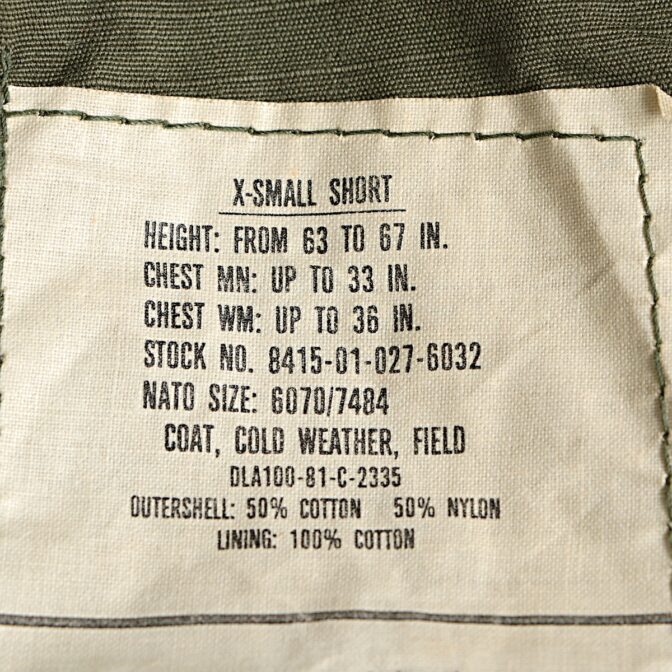 X-SMALL SHORT
HEIGHT: FROM 63 TO 67 IN.
CHEST MN: UP TO 33 IN.
CHEST WM: UP TO 36 IN.
STOCK NO. 8415-01-027-6032
NATO SIZE: 6070/7484
COAT, COLD WEATHER, FIELD
DLA100-81-C-2335
OUTERSHELL: 50% COTTON 50% NYLON
LINING: 100% COTTON